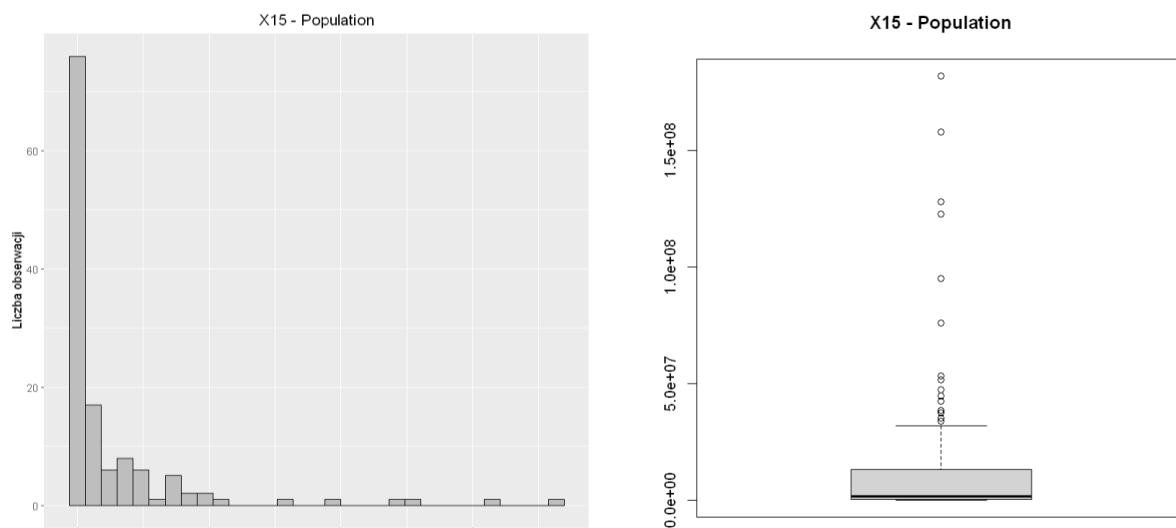 X15 - Population
Liczba obserwacji
60
40
20
0
X15 - Population
1.5e+08
1.0e+08
5.0e+07
0.0e+00